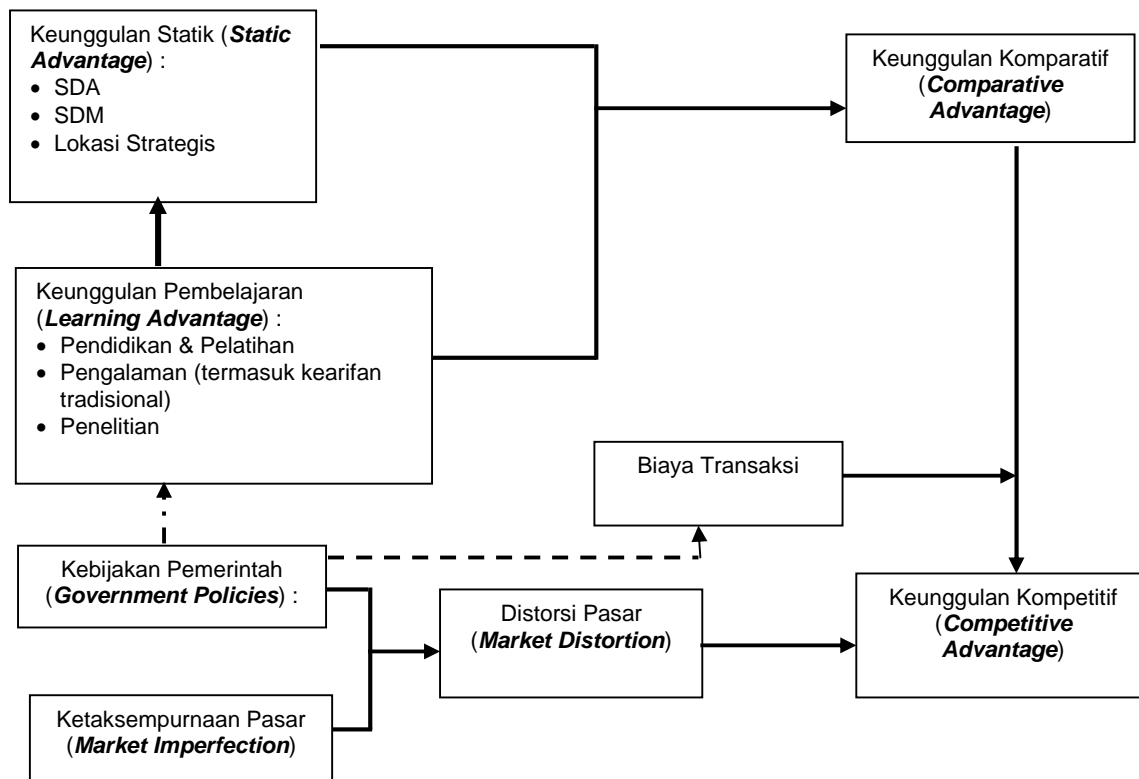 Keunggulan Statik (Static
Advantage) :
• SDA
• SDM
• Lokasi Strategis
Keunggulan Komparatif
(Comparative
Advantage)
Keunggulan Pembelajaran
(Learning Advantage) :
• Pendidikan & Pelatihan
• Pengalaman (termasuk kearifan
tradisional)
• Penelitian
Biaya Transaksi
Kebijakan Pemerintah
(Government Policies) :
Distorsi Pasar
(Market Distortion)
Keunggulan Kompetitif
(Competitive
Advantage)
Ketaksempurnaan Pasar
(Market Imperfection)